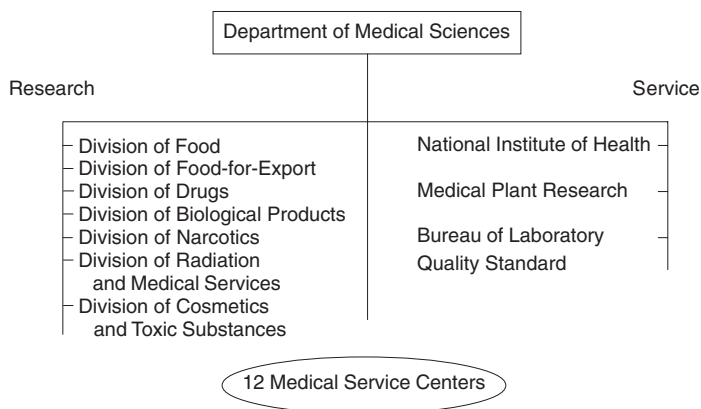 Department of Medical Sciences
Research
Service
Division of Food
Division of Food-for-Export
Division of Drugs
Division of Biological Products
Division of Narcotics
Division of Radiation
and Medical Services
Division of Cosmetics
and Toxic Substances
National Institute of Health
Medical Plant Research
Bureau of Laboratory
Quality Standard
12 Medical Service Centers